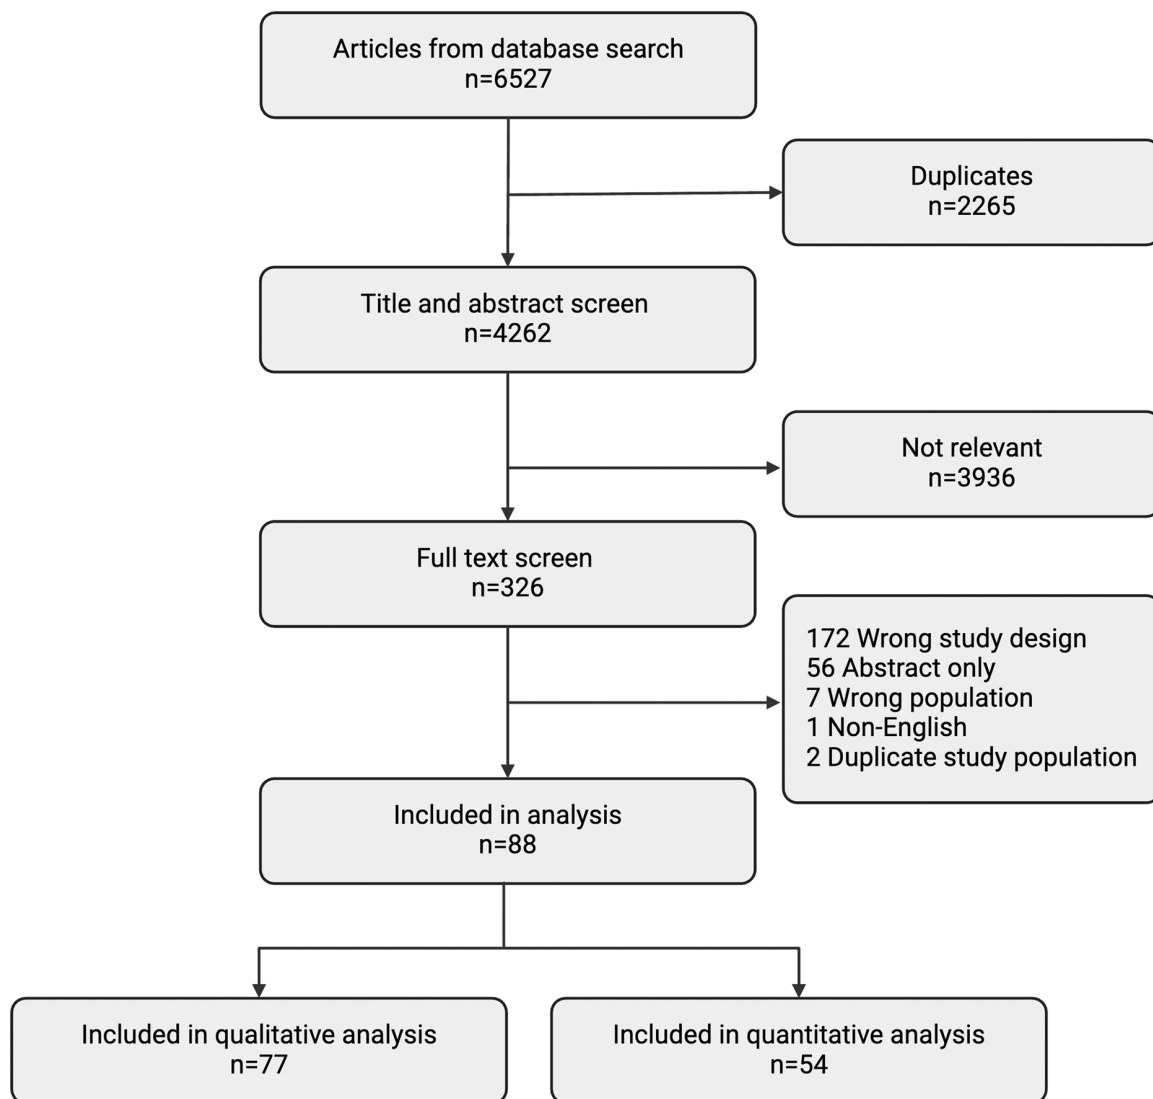 Articles from database search
n=6527
Duplicates
n=2265
Title and abstract screen
n=4262
Not relevant
n=3936
Full text screen
n=326
172 Wrong study design
56 Abstract only
7 Wrong population
1 Non-English
2 Duplicate study population
Included in analysis
n=88
Included in qualitative analysis
n=77
Included in quantitative analysis
n=54